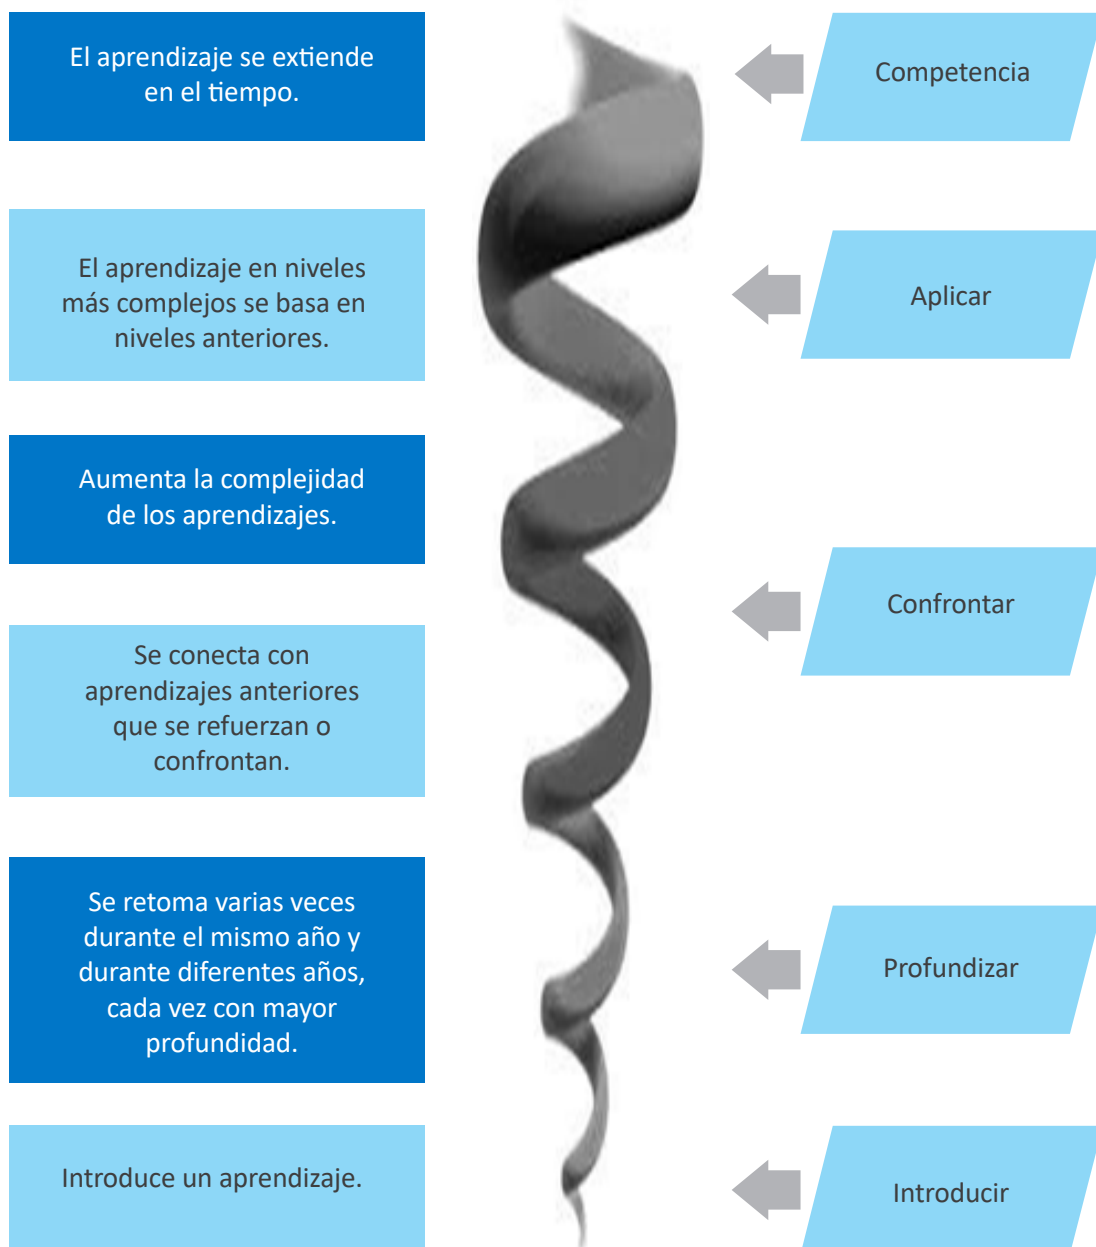 El aprendizaje se extiende
en el tiempo.
Competencia
El aprendizaje en niveles
más complejos se basa en
niveles anteriores.
Aplicar
Aumenta la complejidad
de los aprendizajes.
Confrontar
Se conecta con
aprendizajes anteriores
que se refuerzan o
confrontan.
Se retoma varias veces
durante el mismo año y
durante diferentes años,
cada vez con mayor
profundidad.
Profundizar
Introduce un aprendizaje.
Introducir